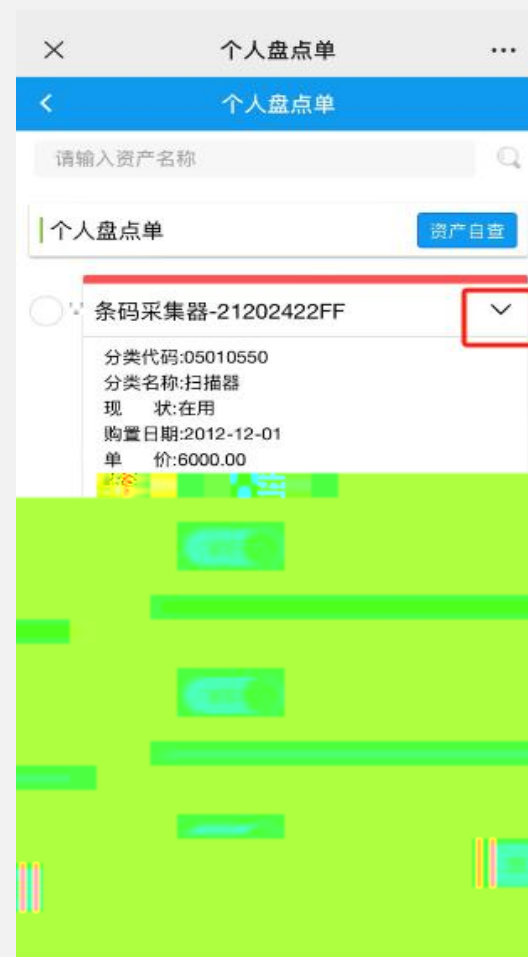 个人盘点单
个人盘点单
请输入资产名称
个人盘点单
资产自查
条码采集器-21202422FF
分类代码:05010550
分类名称:扫描器
现 状:在用
购置日期:2012-12-01
单 价:6000.00